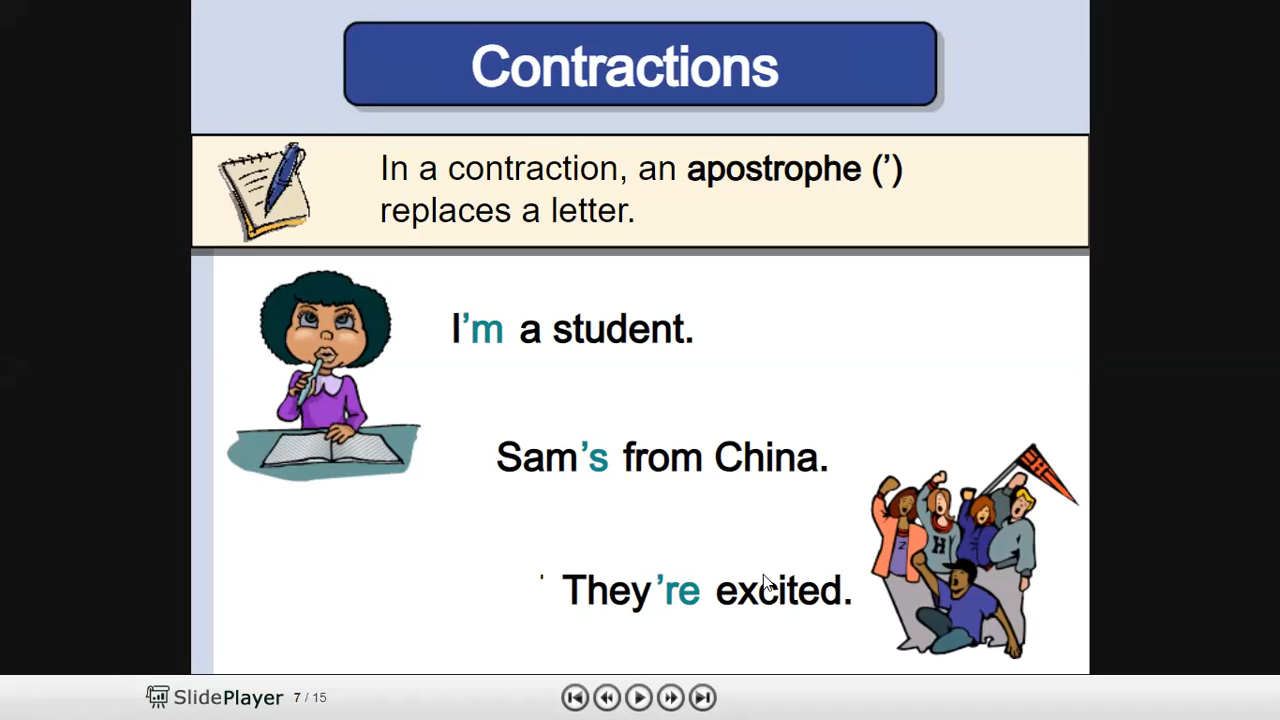 Contractions
In a contraction, an apostrophe (’)
replaces a letter.
I’m a student.
Sam’s from China.
They’re excited.
SlidePlayer 7 / 15